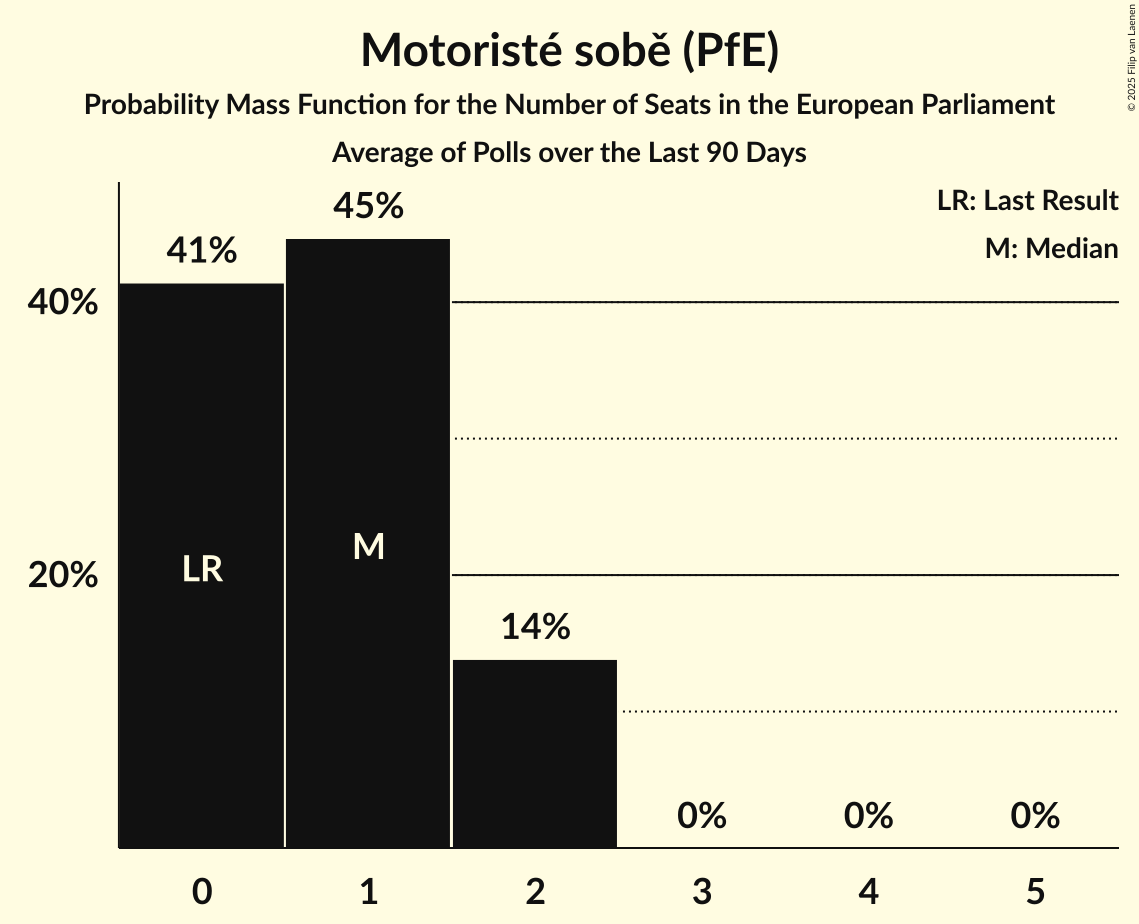 Motoristé sobě (PfE)
Probability Mass Function for the Number of Seats in the European Parliament
Average of Polls over the Last 90 Days
© 2025 Filip van Laenen
LR: Last Result
M: Median
45%
41%
40%
LR
M
20%
14%
0% 0% 0%
0 1 2 3 4 5